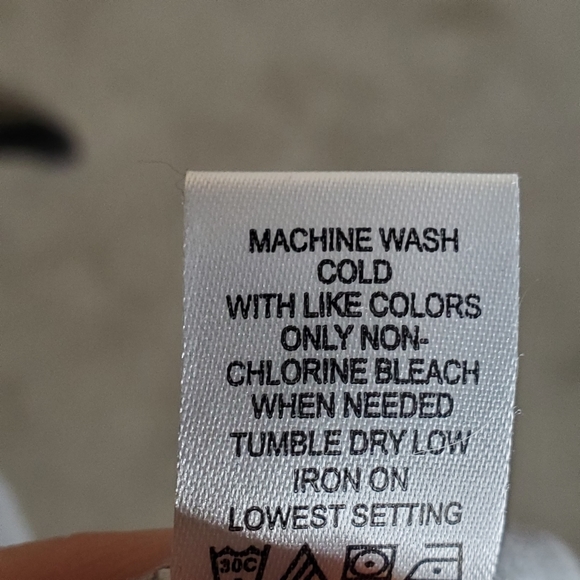 MACHINE WASH
COLD
WITH LIKE COLORS
ONLY NON-
CHLORINE BLEACH
WHEN NEEDED
TUMBLE DRY LOW
IRON ON
LOWEST SETTING
30C